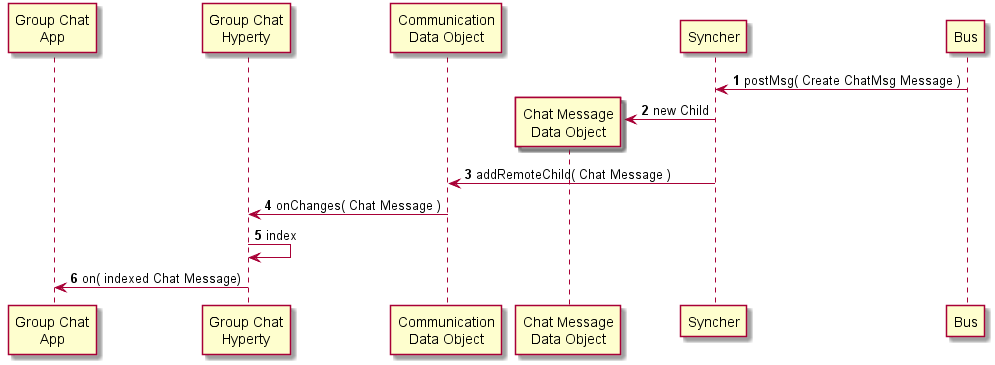 Group Chat
App
Group Chat
Hyperty
Communication
Data Object
Syncher
Bus
1 postMsg( Create ChatMsg Message )
Chat Message
Data Object
2 new Child
3 addRemoteChild( Chat Message )
4 onChanges( Chat Message )
5 index
6 on( indexed Chat Message)
Group Chat
App
Group Chat
Hyperty
Communication
Data Object
Chat Message
Data Object
Syncher
Bus